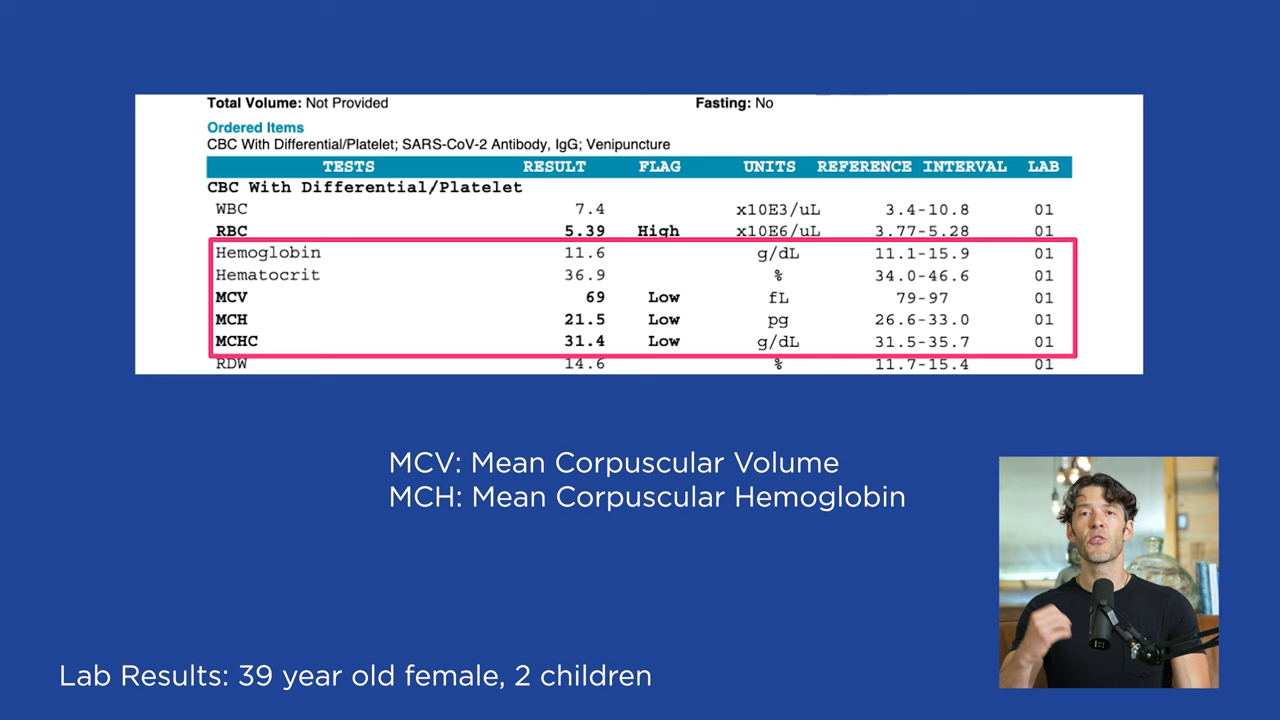 Total Volume: Not Provided Fasting: No
Ordered Items
CBC With Differential/Platelet; SARS-CoV-2 Antibody, IgG; Venipuncture
TESTS RESULT FLAG UNITS REFERENCE INTERVAL LAB
CBC With Differential/Platelet
WBC 7.4 x10E3/uL 3.4-10.8 01
RBC 5.39 High x10E6/uL 3.77-5.28 01
Hemoglobin 11.6 g/dL 11.1-15.9 01
Hematocrit 36.9 % 34.0-46.6 01
MCV 69 Low fL 79-97 01
MCH 21.5 Low pg 26.6-33.0 01
MCHC 31.4 Low g/dL 31.5-35.7 01
RDW 14.6 % 11.7-15.4 01
MCV: Mean Corpuscular Volume
MCH: Mean Corpuscular Hemoglobin
Lab Results: 39 year old female, 2 children